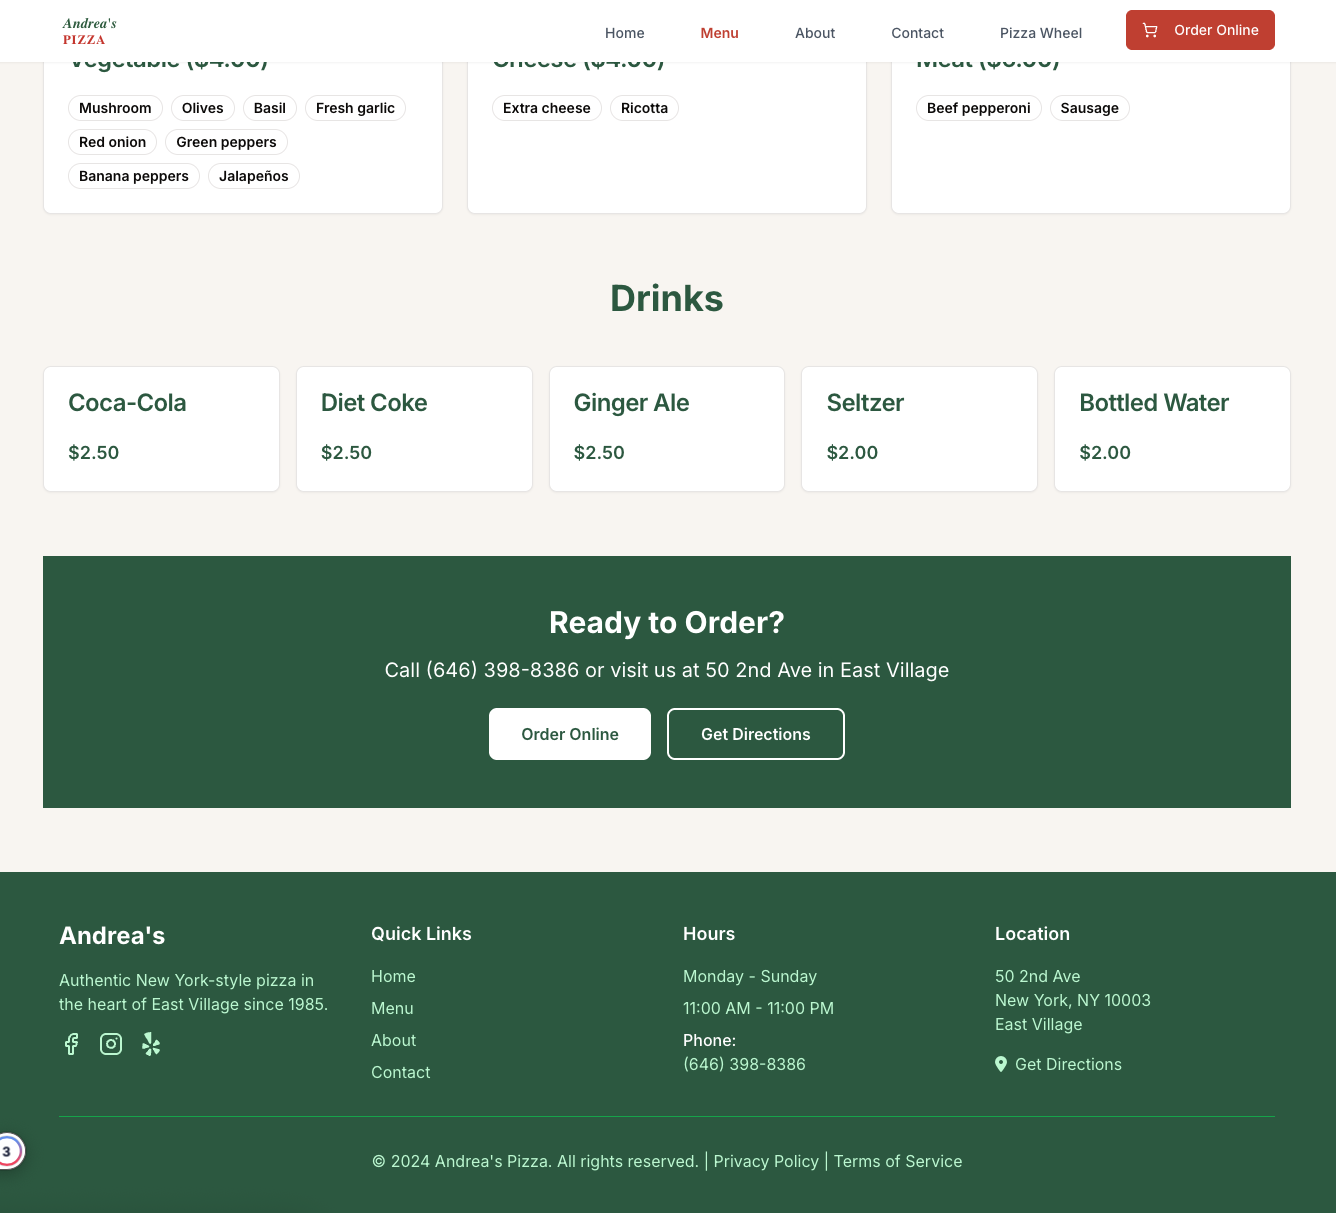 Andrea's
PIZZA
Home
Menu
About
Contact
Pizza Wheel
Order Online
Vegetable ($4.00)
Cheese ($4.00)
Mushroom
Olives
Basil
Fresh garlic
Red onion
Green peppers
Banana peppers
Jalapeños
Extra cheese
Ricotta
Beef pepperoni
Sausage
Drinks
Coca-Cola
$2.50
Diet Coke
$2.50
Ginger Ale
$2.50
Seltzer
$2.00
Bottled Water
$2.00
Ready to Order?
Call (646) 398-8386 or visit us at 50 2nd Ave in East Village
Order Online
Get Directions
Andrea's
Authentic New York-style pizza in
the heart of East Village since 1985.
Quick Links
Home
Menu
About
Contact
Hours
Monday - Sunday
11:00 AM - 11:00 PM
Phone:
(646) 398-8386
Location
50 2nd Ave
New York, NY 10003
East Village
Get Directions
3
© 2024 Andrea's Pizza. All rights reserved. | Privacy Policy | Terms of Service